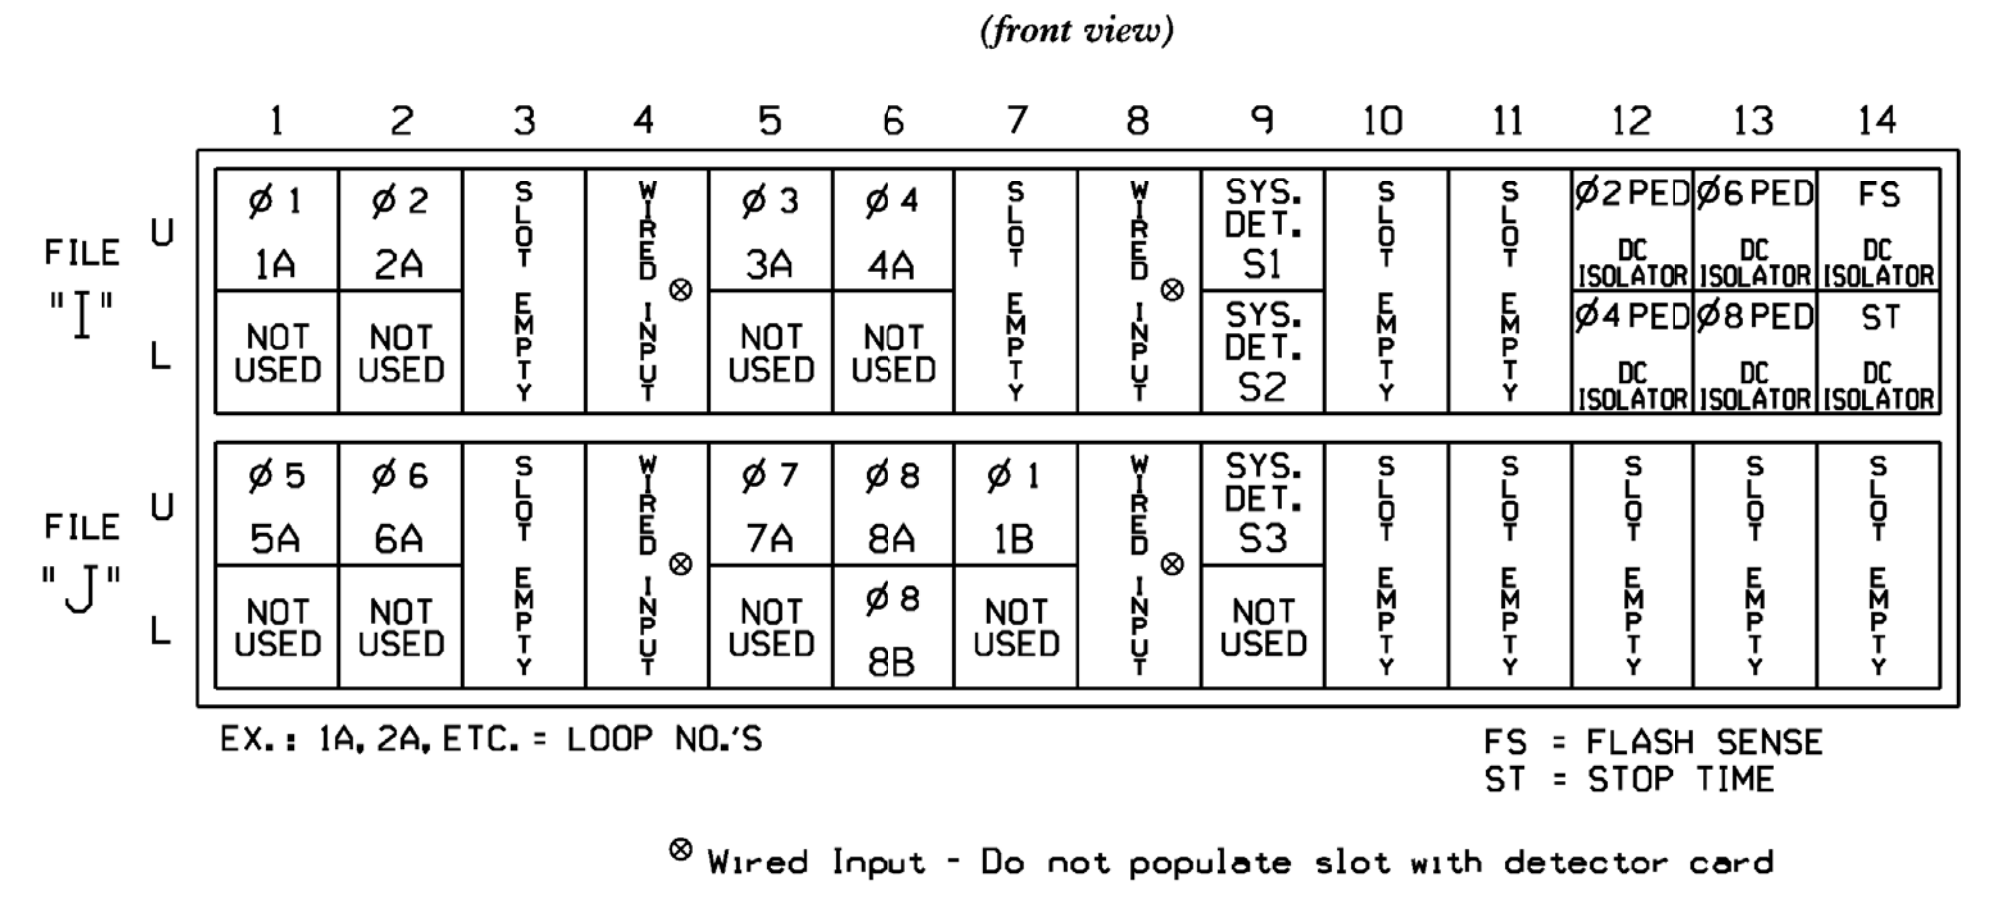 (front view)
1 2 3 4 5 6 7 8 9 10 11 12 13 14
FILE "I"
U
L
Ø 1
1A
NOT
USED
Ø 2
2A
NOT
USED
SLOT EMPTY
WIRED INPUT ⊗
Ø 3
3A
NOT
USED
Ø 4
4A
NOT
USED
SLOT EMPTY
WIRED INPUT ⊗
SYS.
DET.
S1
SYS.
DET.
S2
SLOT EMPTY
SLOT EMPTY
Ø2 PED
DC
ISOLATOR
Ø4 PED
DC
ISOLATOR
Ø6 PED
DC
ISOLATOR
Ø8 PED
DC
ISOLATOR
FS
DC
ISOLATOR
ST
DC
ISOLATOR
FILE "J"
U
L
Ø 5
5A
NOT
USED
Ø 6
6A
NOT
USED
SLOT EMPTY
WIRED INPUT ⊗
Ø 7
7A
NOT
USED
Ø 8
8A
Ø 8
8B
Ø 1
1B
NOT
USED
WIRED INPUT ⊗
SYS.
DET.
S3
NOT
USED
SLOT EMPTY
SLOT EMPTY
SLOT EMPTY
SLOT EMPTY
SLOT EMPTY
EX.: 1A, 2A, ETC. = LOOP NO.'S
FS = FLASH SENSE
ST = STOP TIME
⊗ Wired Input - Do not populate slot with detector card